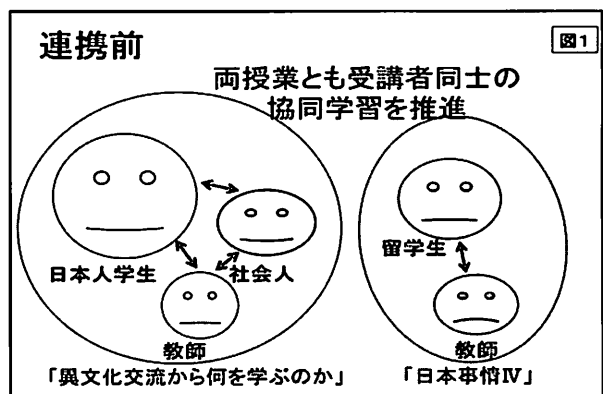 連携前
図1
両授業とも受講者同士の
協同学習を推進
日本人学生
社会人
教師
「異文化交流から何を学ぶのか」
留学生
教師
「日本事情Ⅳ」